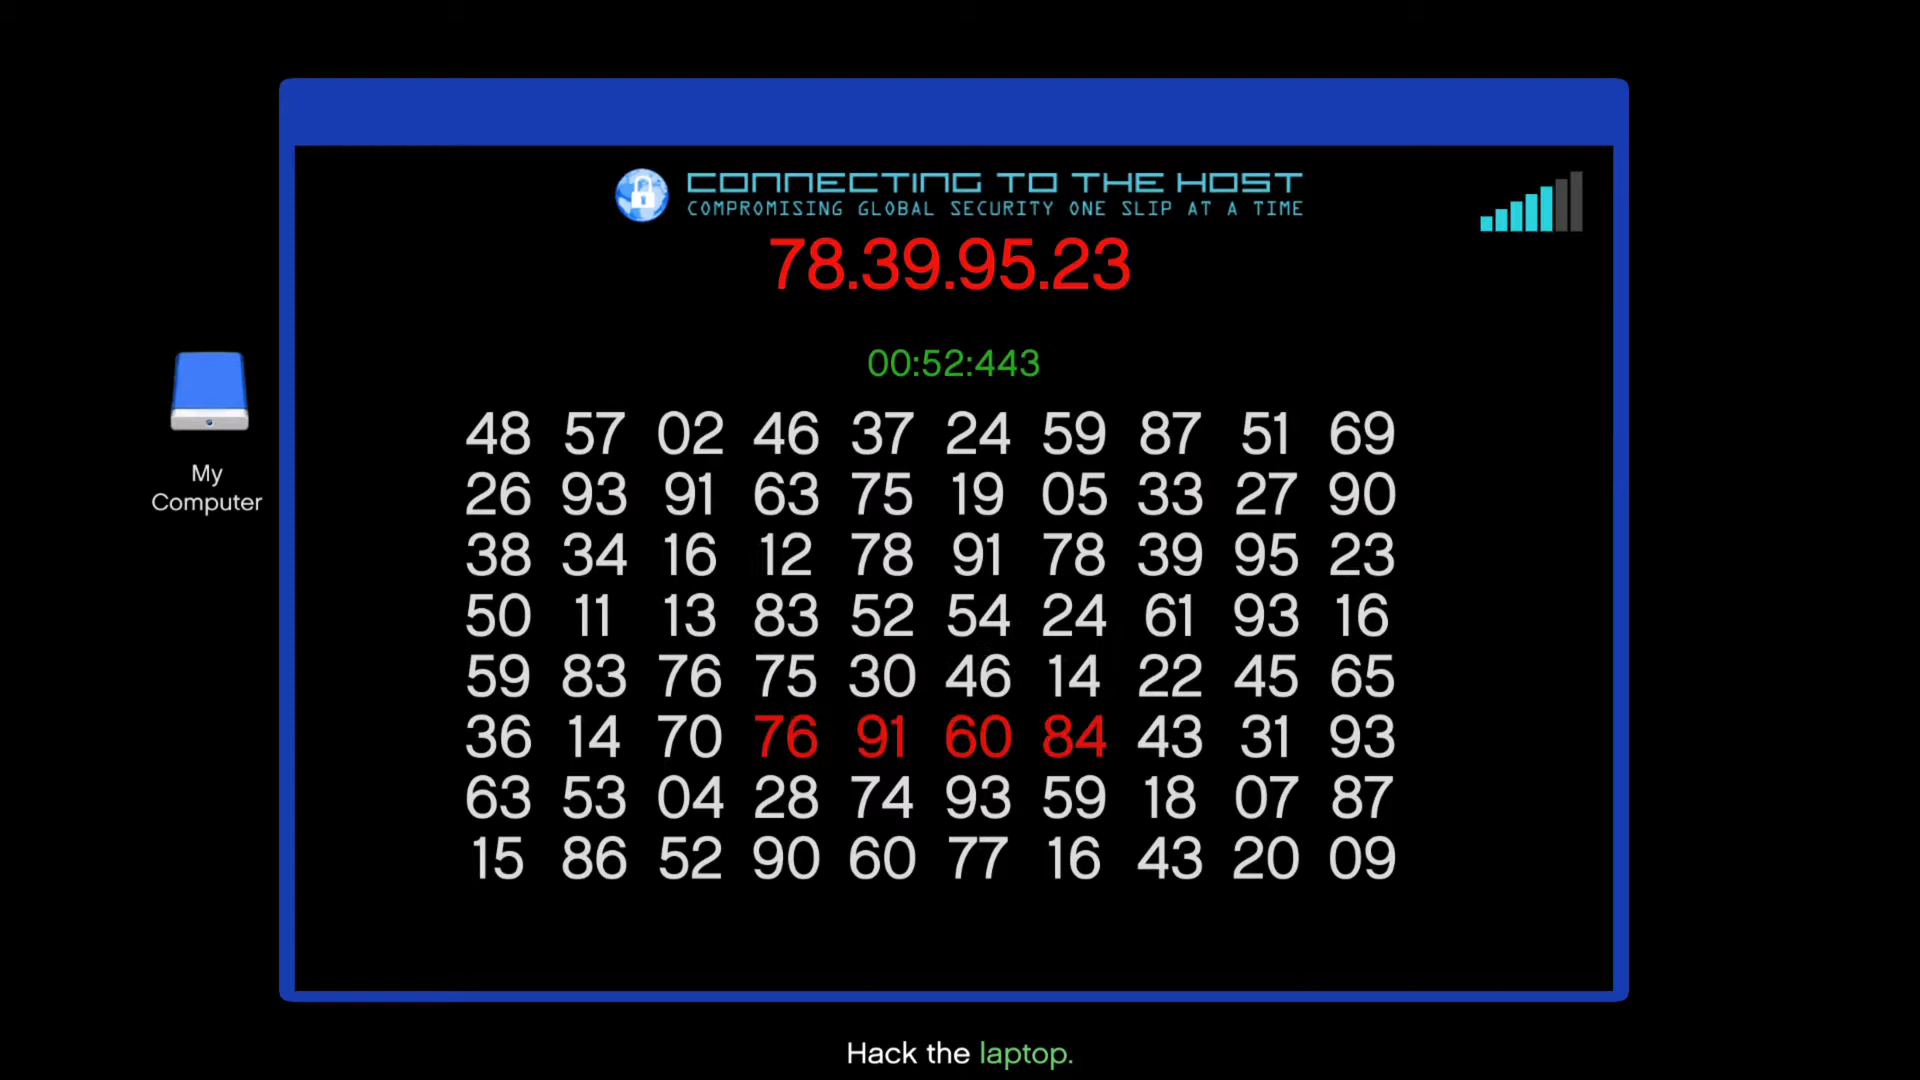 CONNECTING TO THE HOST
COMPROMISING GLOBAL SECURITY ONE SLIP AT A TIME
78.39.95.23
00:52:443
48 57 02 46 37 24 59 87 51 69
26 93 91 63 75 19 05 33 27 90
38 34 16 12 78 91 78 39 95 23
50 11 13 83 52 54 24 61 93 16
59 83 76 75 30 46 14 22 45 65
36 14 70 76 91 60 84 43 31 93
63 53 04 28 74 93 59 18 07 87
15 86 52 90 60 77 16 43 20 09
My
Computer
Hack the laptop.